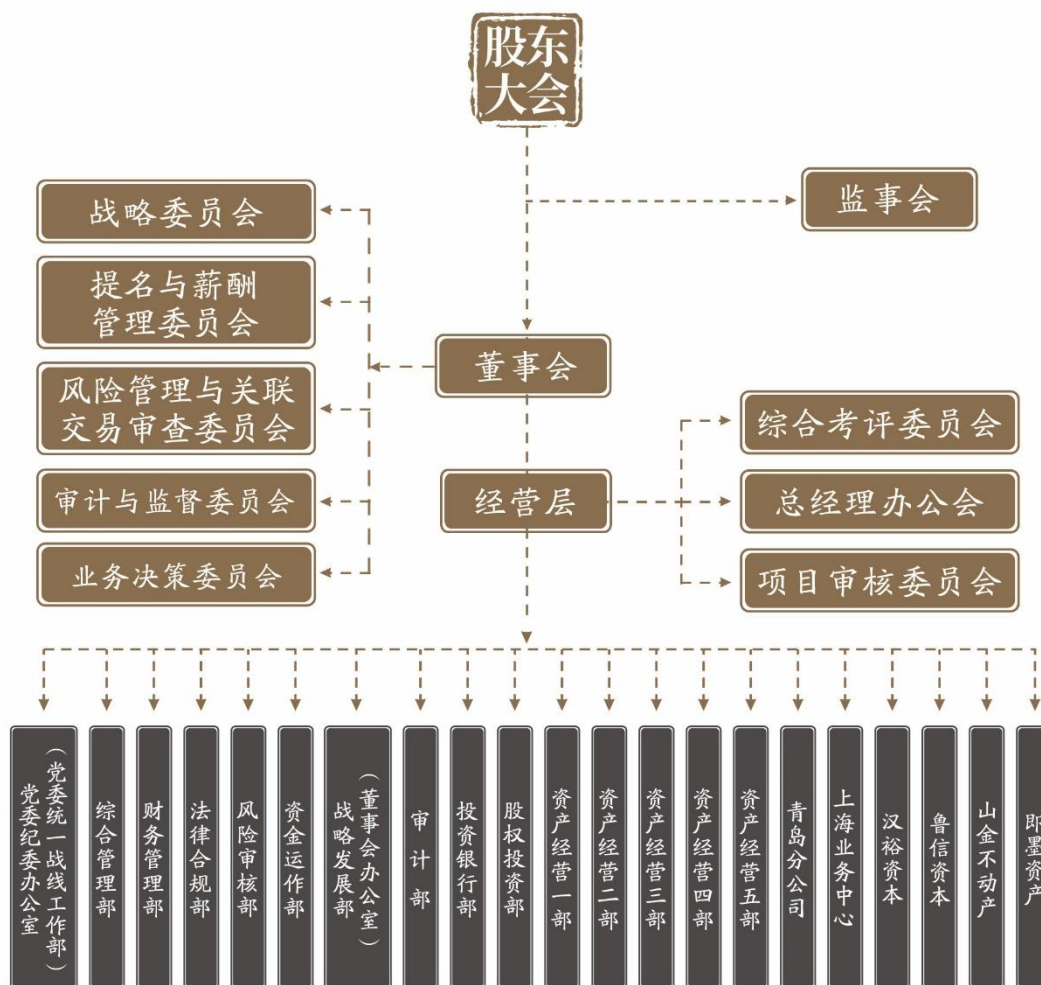 股东
大会
监事会
战略委员会
提名与薪酬
管理委员会
董事会
风险管理与关联
交易审查委员会
综合考评委员会
经营层
审计与监督委员会
总经理办公会
业务决策委员会
项目审核委员会
党委纪委办公室
（党委统一战线工作部）
综合管理部
财务管理部
法律合规部
风险审核部
资金运作部
战略发展部
（董事会办公室）
审计部
投资银行部
股权投资部
资产经营一部
资产经营二部
资产经营三部
资产经营四部
资产经营五部
青岛分公司
上海业务中心
汉裕资本
鲁信资本
山金不动产
即墨资产